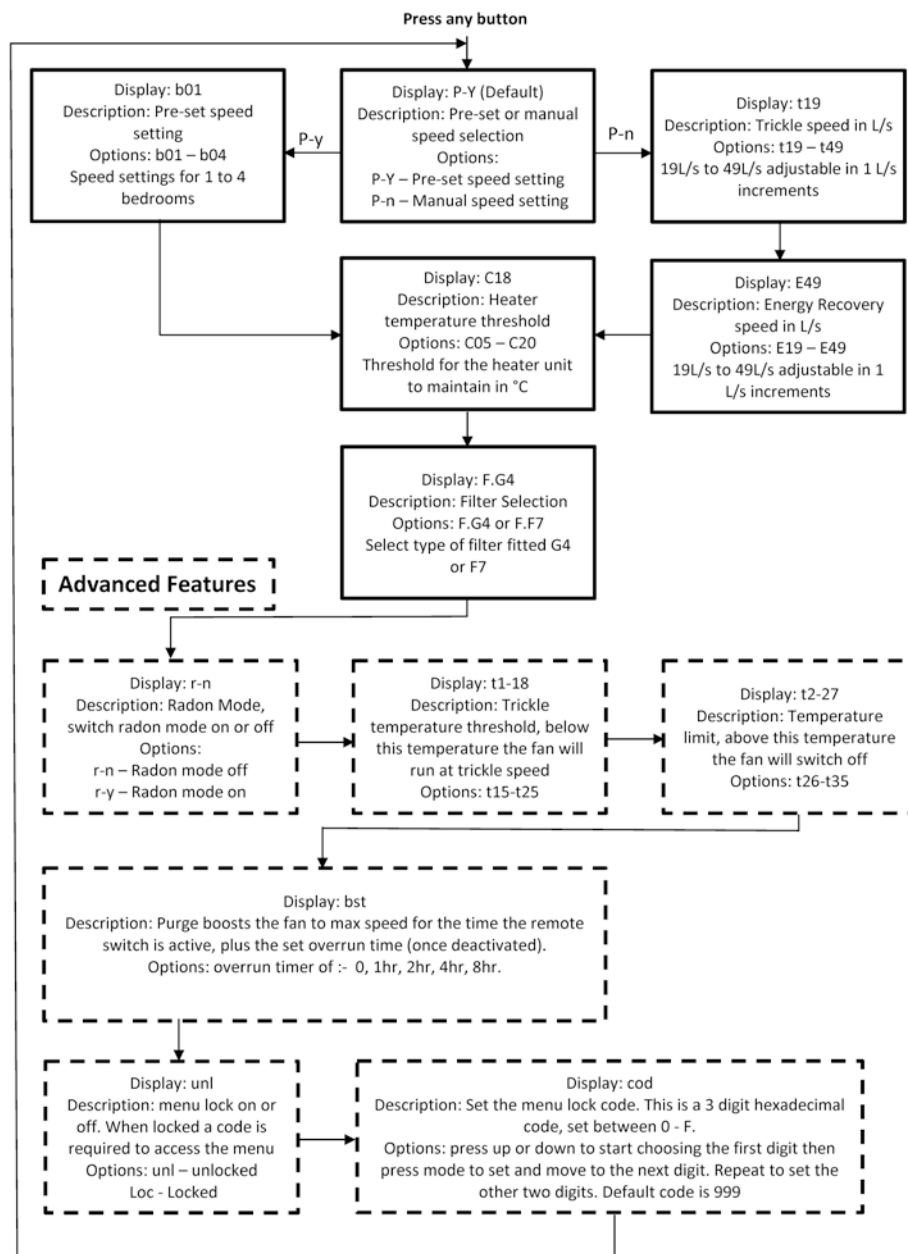 Press any button
Display: b01
Description: Pre-set speed
setting
Options: b01 – b04
Speed settings for 1 to 4
bedrooms
P-y
Display: P-Y (Default)
Description: Pre-set or manual
speed selection
Options:
P-Y – Pre-set speed setting
P-n – Manual speed setting
P-n
Display: t19
Description: Trickle speed in L/s
Options: t19 – t49
19L/s to 49L/s adjustable in 1 L/s
increments
Display: C18
Description: Heater
temperature threshold
Options: C05 – C20
Threshold for the heater unit
to maintain in °C
Display: E49
Description: Energy Recovery
speed in L/s
Options: E19 – E49
19L/s to 49L/s adjustable in 1
L/s increments
Display: F.G4
Description: Filter Selection
Options: F.G4 or F.F7
Select type of filter fitted G4
or F7
Advanced Features
Display: r-n
Description: Radon Mode,
switch radon mode on or off
Options:
r-n – Radon mode off
r-y – Radon mode on
Display: t1-18
Description: Trickle
temperature threshold, below
this temperature the fan will
run at trickle speed
Options: t15-t25
Display: t2-27
Description: Temperature
limit, above this temperature
the fan will switch off
Options: t26-t35
Display: bst
Description: Purge boosts the fan to max speed for the time the remote
switch is active, plus the set overrun time (once deactivated).
Options: overrun timer of :- 0, 1hr, 2hr, 4hr, 8hr.
Display: unl
Description: menu lock on or
off. When locked a code is
required to access the menu
Options: unl – unlocked
Loc - Locked
Display: cod
Description: Set the menu lock code. This is a 3 digit hexadecimal
code, set between 0 - F.
Options: press up or down to start choosing the first digit then
press mode to set and move to the next digit. Repeat to set the
other two digits. Default code is 999